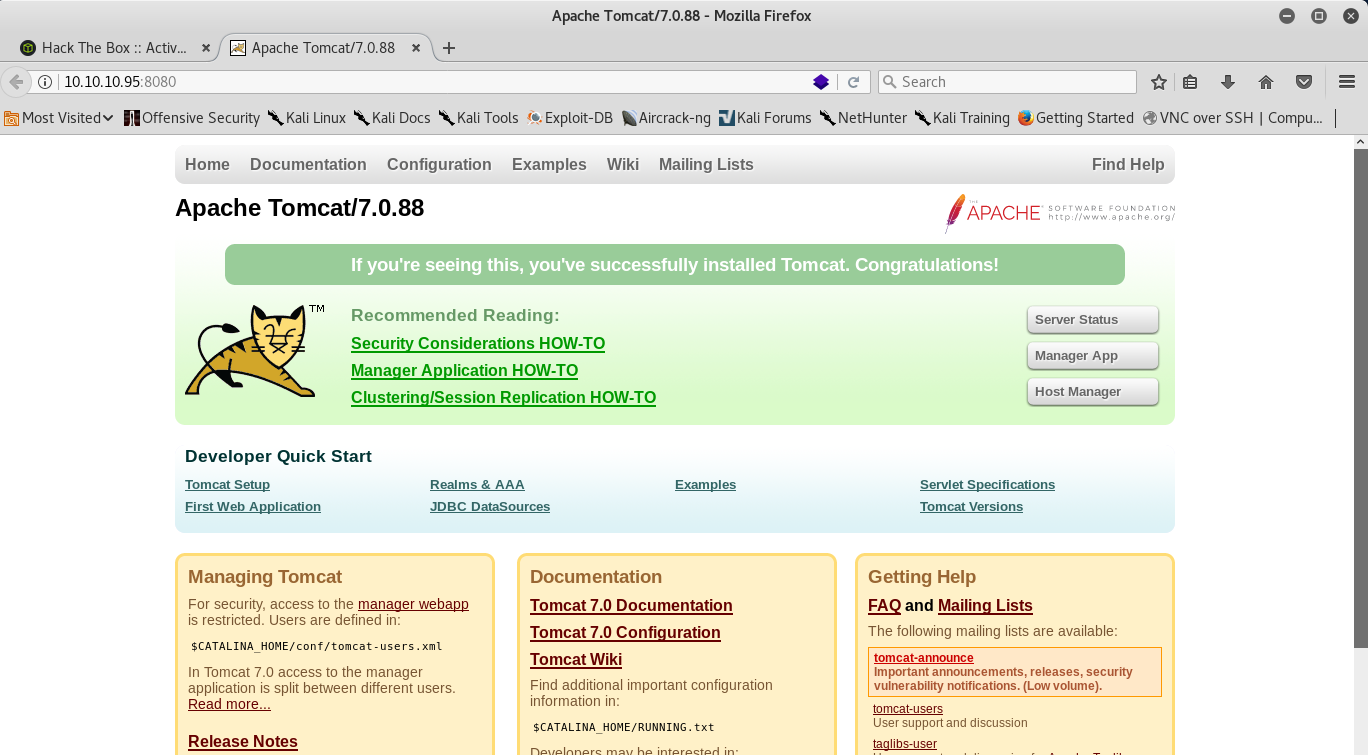 Apache Tomcat/7.0.88 - Mozilla Firefox
Hack The Box :: Activ...
Apache Tomcat/7.0.88
10.10.10.95:8080
Search
Most Visited
Offensive Security
Kali Linux
Kali Docs
Kali Tools
Exploit-DB
Aircrack-ng
Kali Forums
NetHunter
Kali Training
Getting Started
VNC over SSH | Compu...
Home
Documentation
Configuration
Examples
Wiki
Mailing Lists
Find Help
Apache Tomcat/7.0.88
THE
APACHE
SOFTWARE FOUNDATION
http://www.apache.org/
If you're seeing this, you've successfully installed Tomcat. Congratulations!
TM
Recommended Reading:
Security Considerations HOW-TO
Manager Application HOW-TO
Clustering/Session Replication HOW-TO
Server Status
Manager App
Host Manager
Developer Quick Start
Tomcat Setup
First Web Application
Realms & AAA
JDBC DataSources
Examples
Servlet Specifications
Tomcat Versions
Managing Tomcat
For security, access to the manager webapp
is restricted. Users are defined in:
$CATALINA_HOME/conf/tomcat-users.xml
In Tomcat 7.0 access to the manager
application is split between different users.
Read more...
Release Notes
Documentation
Tomcat 7.0 Documentation
Tomcat 7.0 Configuration
Tomcat Wiki
Find additional important configuration
information in:
$CATALINA_HOME/RUNNING.txt
Developers may be interested in:
Getting Help
FAQ and Mailing Lists
The following mailing lists are available:
tomcat-announce
Important announcements, releases, security
vulnerability notifications. (Low volume).
tomcat-users
User support and discussion
taglibs-user